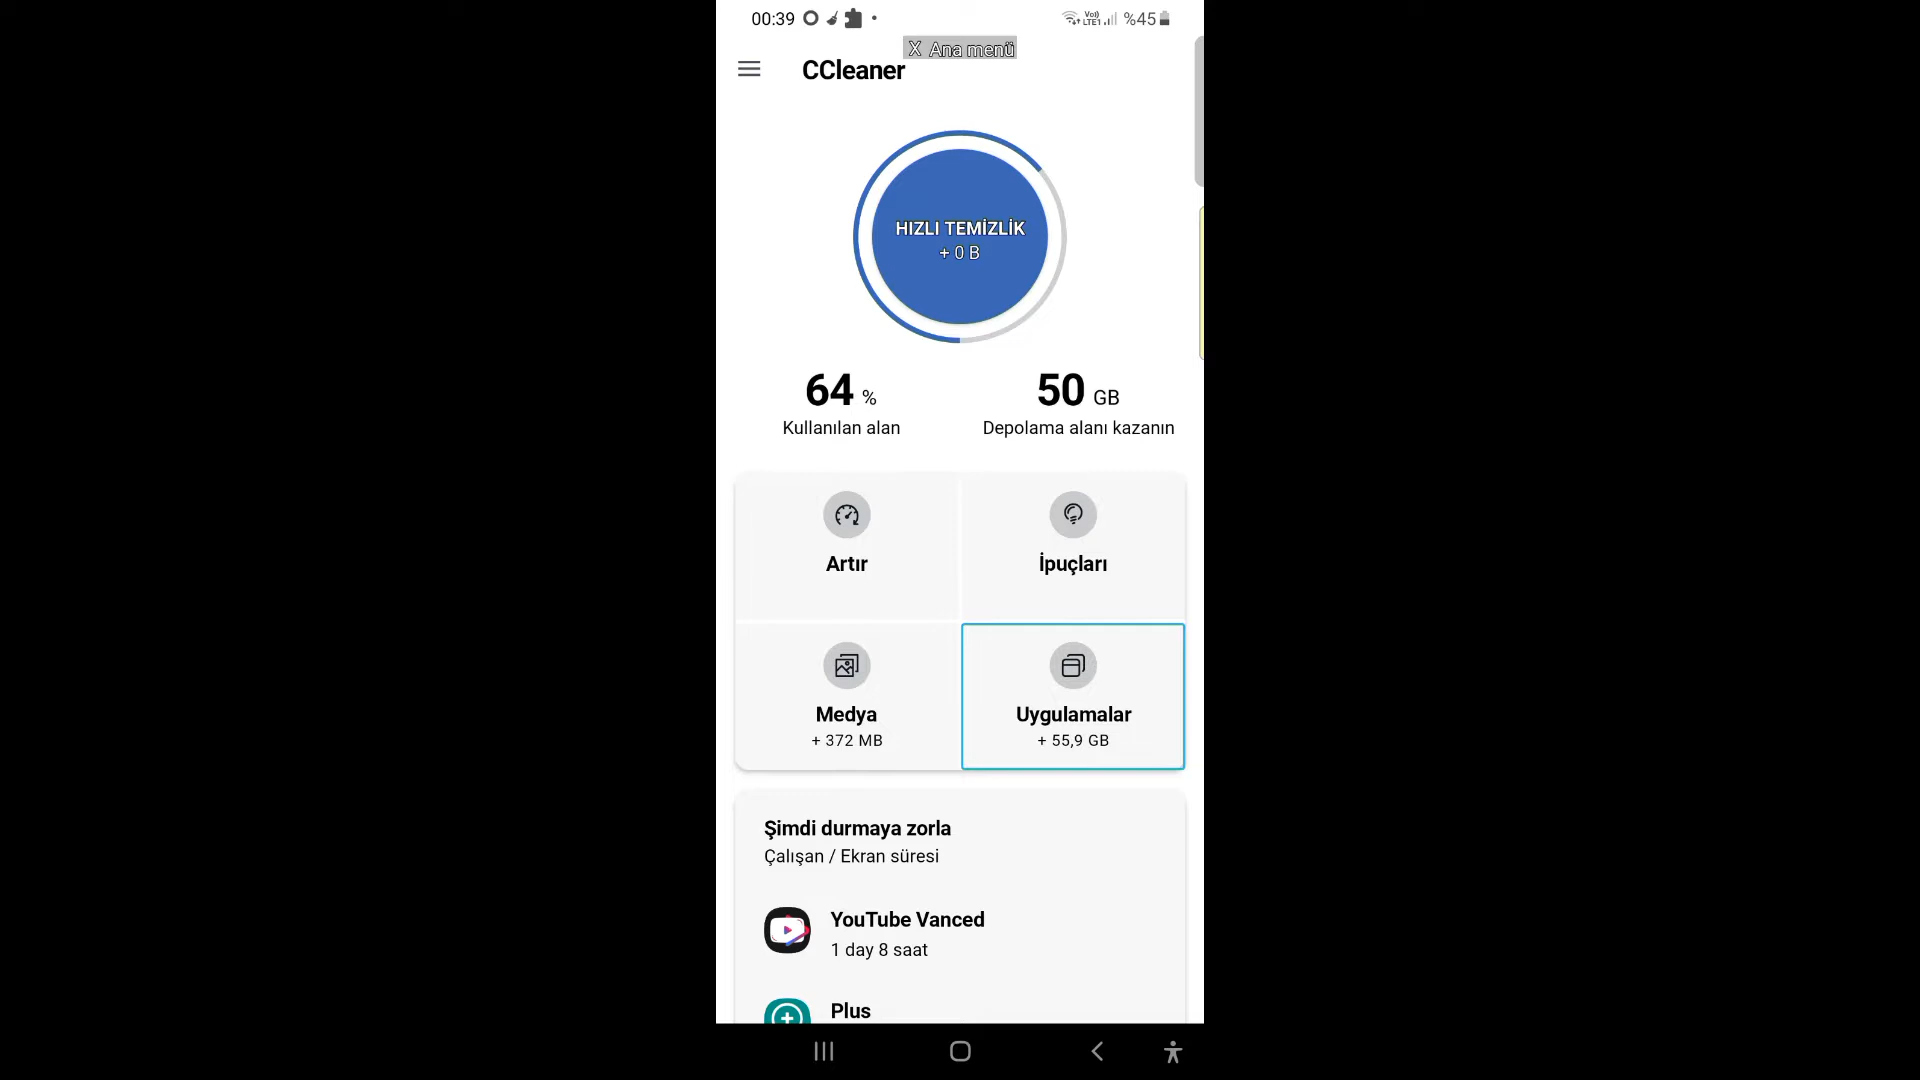 00:39
Vo)) LTE1 %45
X Ana menü
CCleaner
HIZLI TEMİZLİK
+ 0 B
64 %
Kullanılan alan
50 GB
Depolama alanı kazanın
Artır
İpuçları
Medya
+ 372 MB
Uygulamalar
+ 55,9 GB
Şimdi durmaya zorla
Çalışan / Ekran süresi
YouTube Vanced
1 day 8 saat
Plus